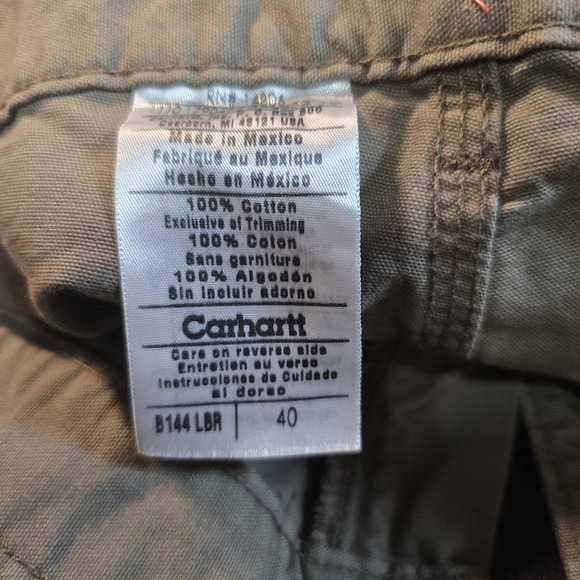 Dearborn, MI 48121 USA
Made in Mexico
Fabriqué au Mexique
Hecho en México
100% Cotton
Exclusive of Trimming
100% Coton
Sans garniture
100% Algodón
Sin incluir adorno
Carhartt
Care on reverse side
Entretien au verso
Instrucciones de Cuidado
al dorso
B144 LBR 40